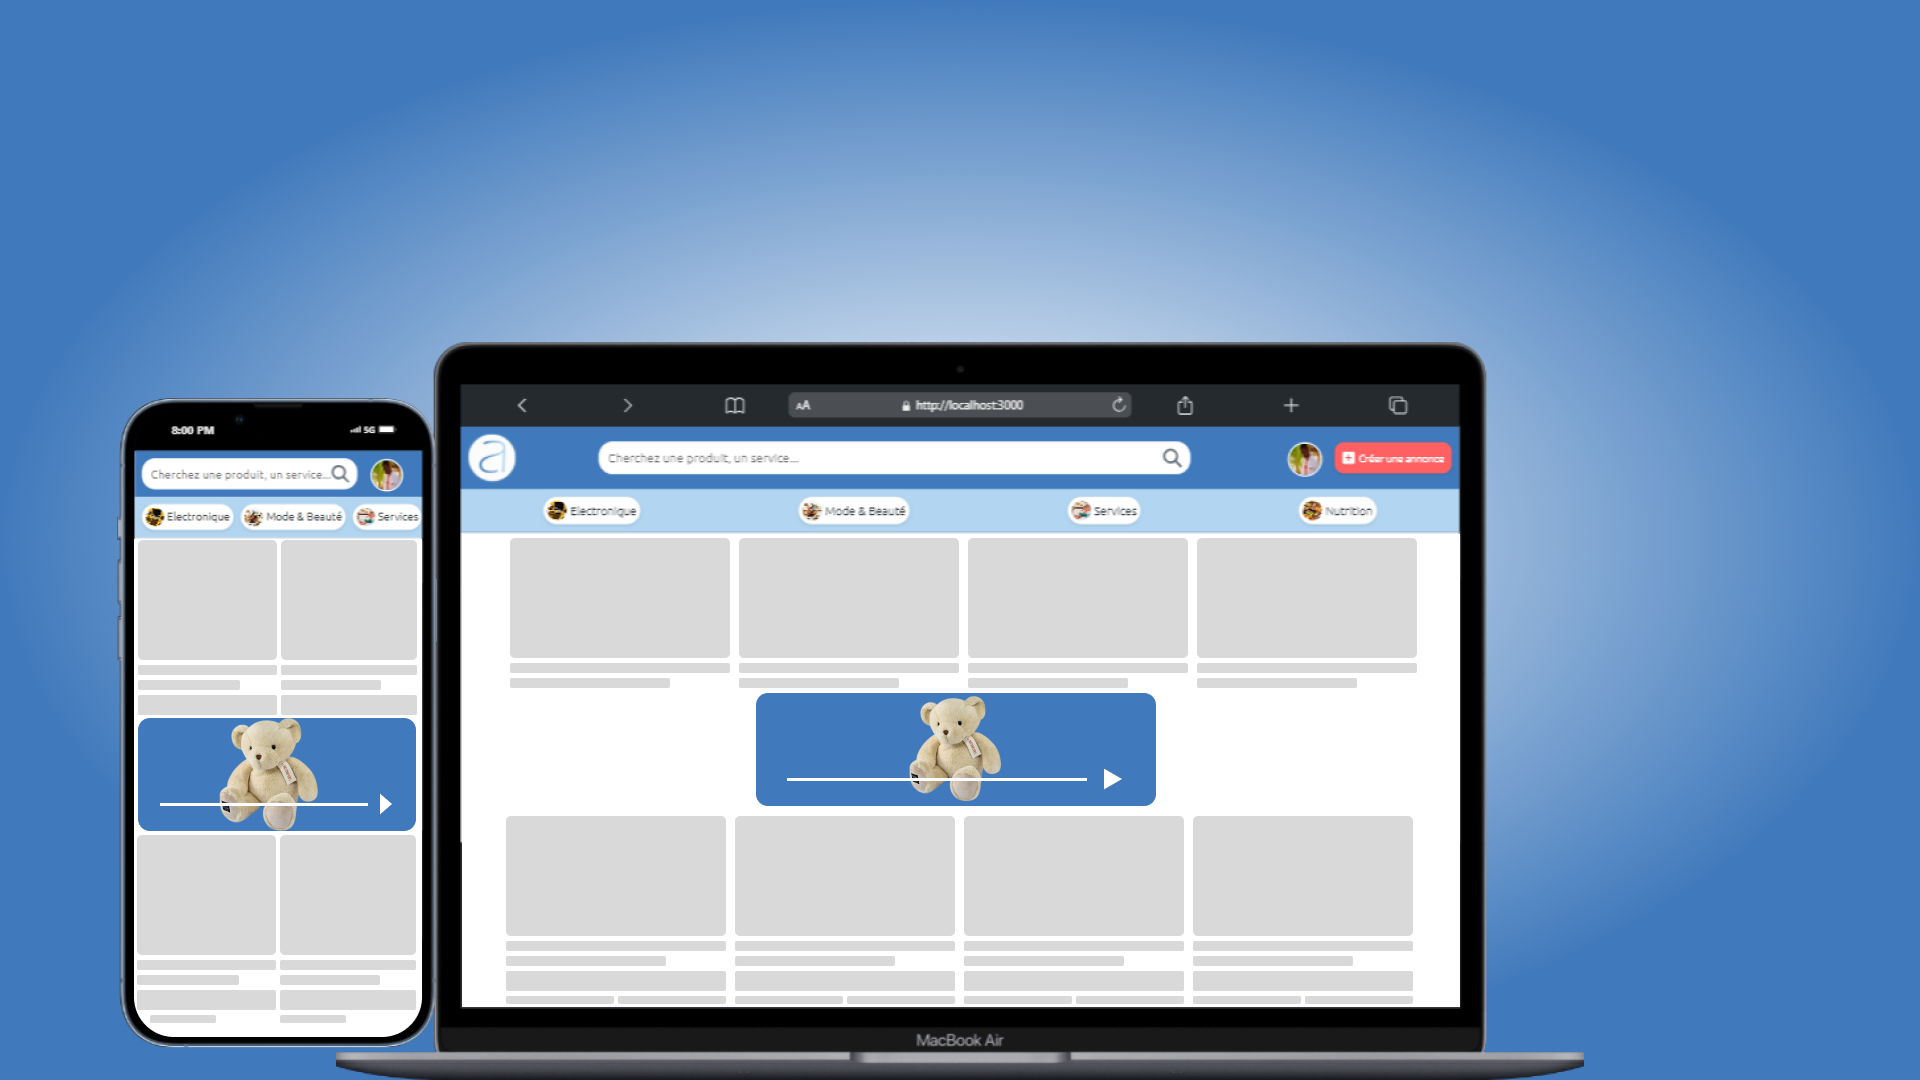 8:00 PM
5G
Cherchez une produit, un service...
Electronique
Mode & Beauté
Services
AA
http://localhost:3000
a
Cherchez une produit, un service...
Créer une annonce
Electronique
Mode & Beauté
Services
Nutrition
MacBook Air